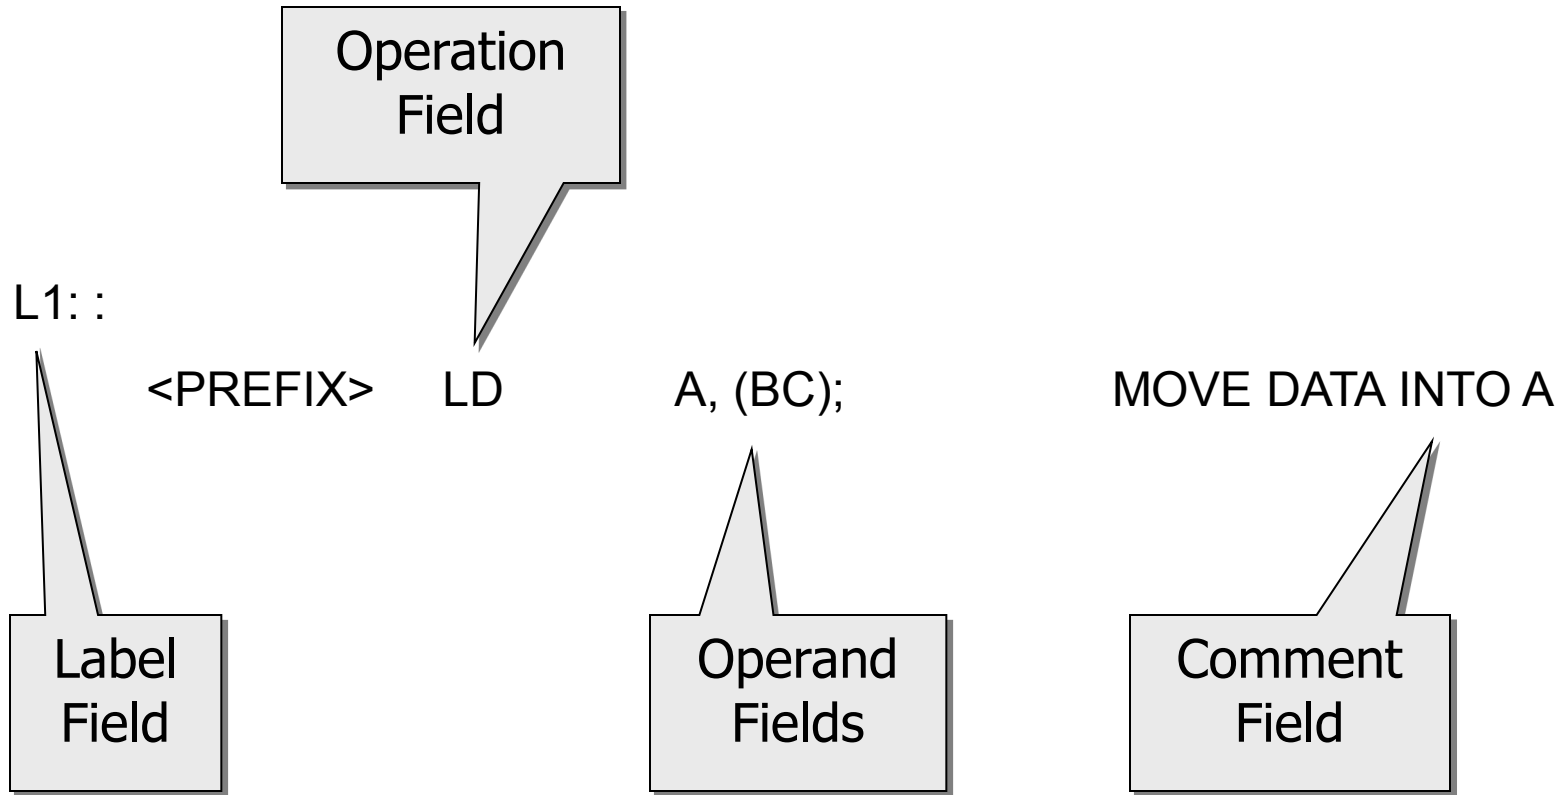 Operation
Field
L1: :
<PREFIX> LD A, (BC); MOVE DATA INTO A
Label
Field
Operand
Fields
Comment
Field